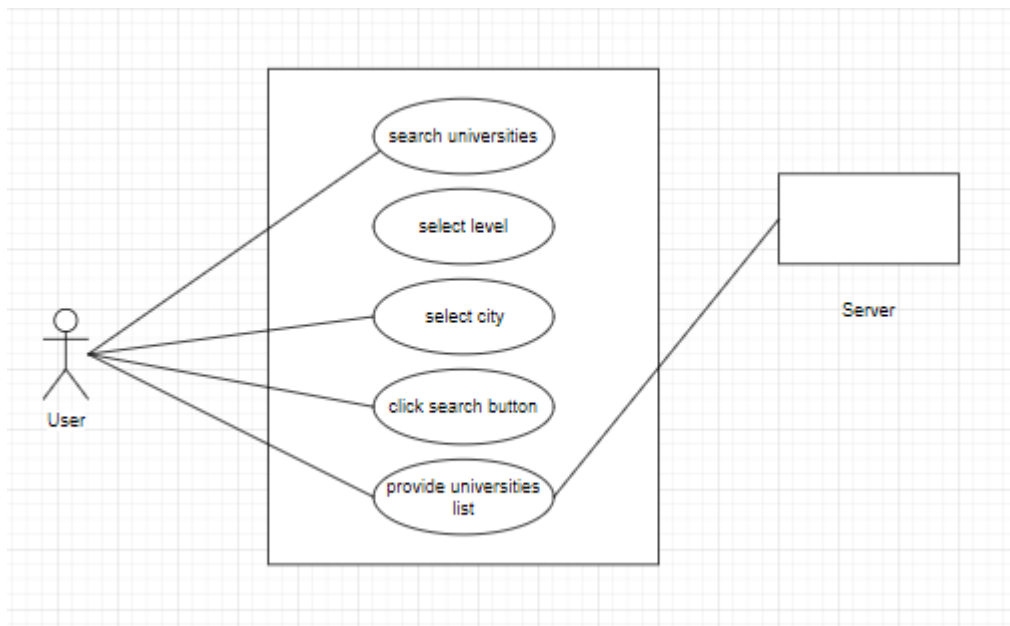 search universities
select level
select city
click search button
provide universities
list
User
Server